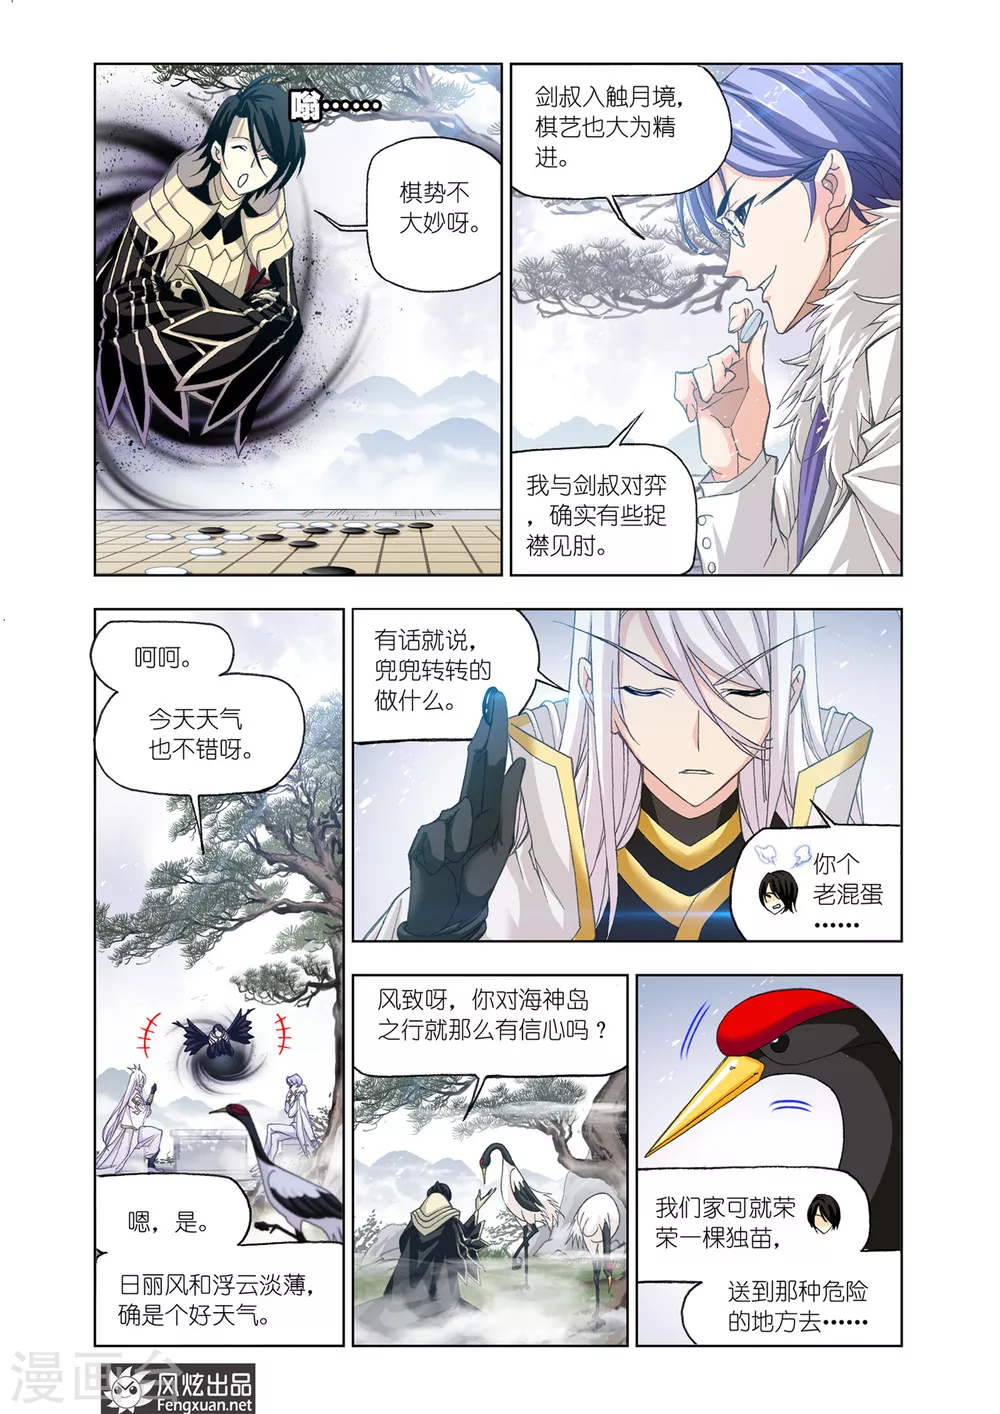 嗡……
棋势不
大妙呀。
剑叔入触月境，
棋艺也大为精
进。
我与剑叔对弈
，确实有些捉
襟见肘。
呵呵。
今天天气
也不错呀。
嗯，是。
日丽风和浮云淡薄，
确是个好天气。
有话就说，
兜兜转转的
做什么。
你个
老混蛋
……
风致呀，你对海神岛
之行就那么有信心吗？
我们家可就荣
荣一棵独苗，
送到那种危险
的地方去……
漫画台
风炫出品
Fengxuan.net